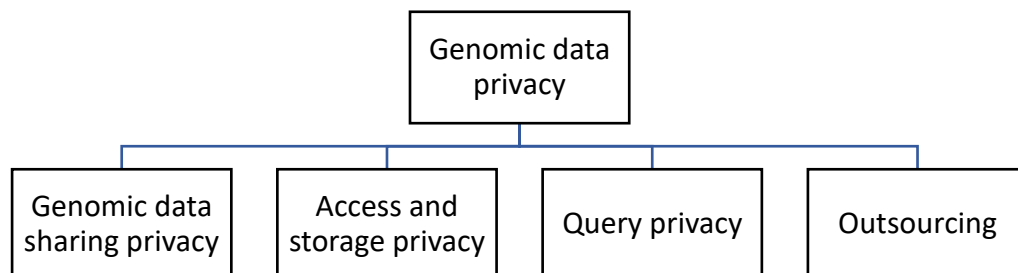 Genomic data
privacy
Genomic data
sharing privacy
Access and
storage privacy
Query privacy
Outsourcing